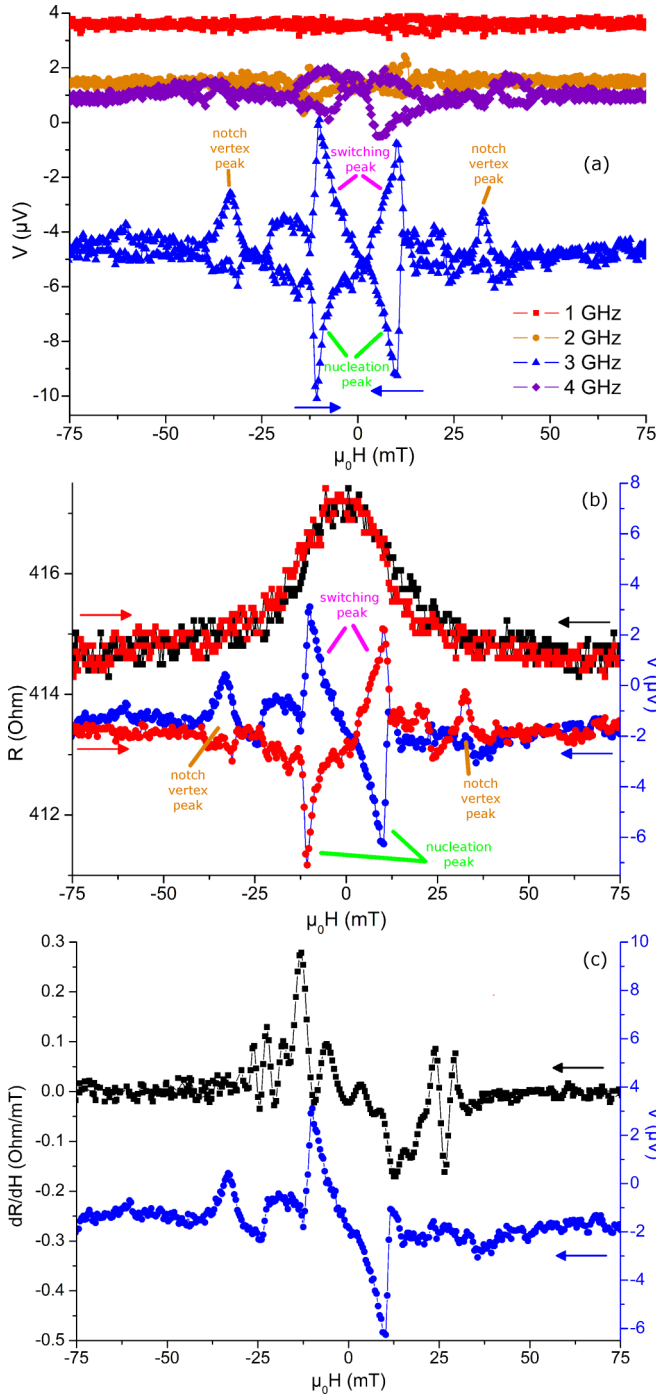 4
2
0
-2
-4
-6
-8
-10
V (µV)
notch
vertex
peak
switching
peak
notch
vertex
peak
(a)
nucleation
peak
1 GHz
2 GHz
3 GHz
4 GHz
-75 -50 -25 0 25 50 75
µ₀H (mT)
416
414
412
R (Ohm)
8
6
4
2
0
-2
-4
-6
V (µV)
(b)
switching
peak
notch
vertex
peak
notch
vertex
peak
nucleation
peak
-75 -50 -25 0 25 50 75
µ₀H (mT)
0.3
0.2
0.1
0.0
-0.1
-0.2
-0.3
-0.4
-0.5
dR/dH (Ohm/mT)
10
8
6
4
2
0
-2
-4
-6
V (µV)
(c)
-75 -50 -25 0 25 50 75
µ₀H (mT)